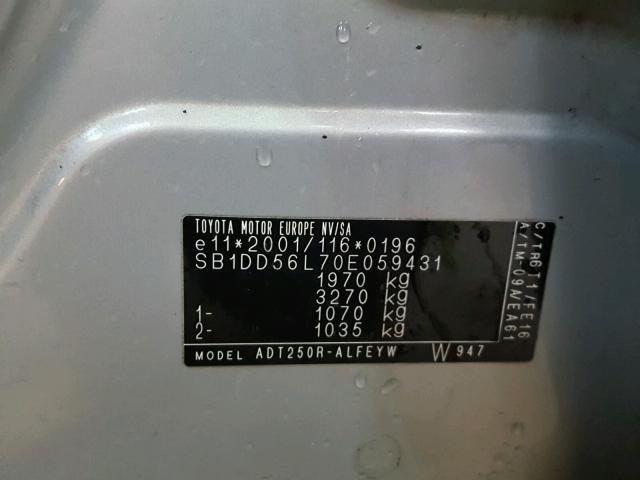 TOYOTA MOTOR EUROPE NV/SA
e11*2001/116*0196
SB1DD56L70E059431
1970 kg
3270 kg
1- 1070 kg
2- 1035 kg
MODEL ADT250R-ALFEYW W947
C/TR6T1/FE16
A/TM-09A/EA61